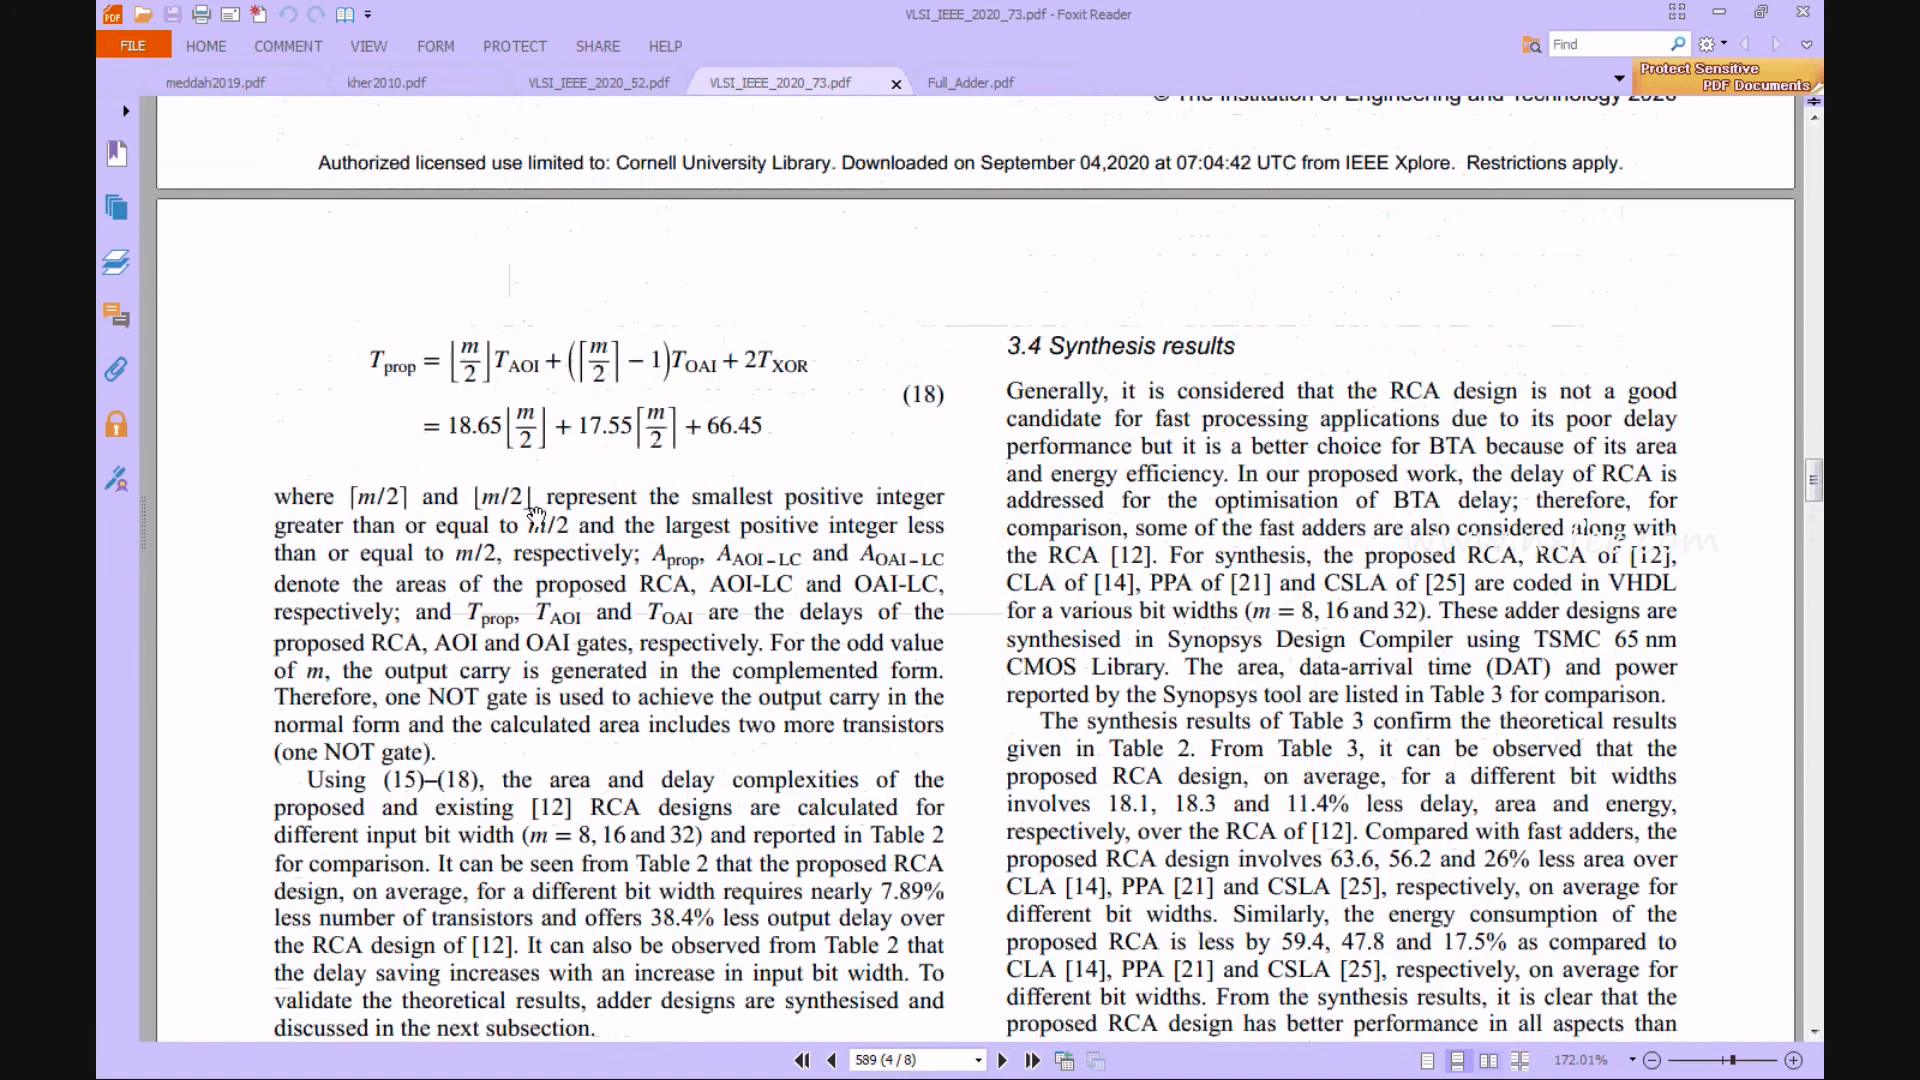 VLSI_IEEE_2020_73.pdf - Foxit Reader
FILE HOME COMMENT VIEW FORM PROTECT SHARE HELP
Find
meddah2019.pdf kher2010.pdf VLSI_IEEE_2020_52.pdf VLSI_IEEE_2020_73.pdf Full_Adder.pdf
Protect Sensitive
PDF Documents
© The Institution of Engineering and Technology 2020
Authorized licensed use limited to: Cornell University Library. Downloaded on September 04,2020 at 07:04:42 UTC from IEEE Xplore. Restrictions apply.
T_prop = ⌊m/2⌋T_AOI + (⌈m/2⌉ − 1)T_OAI + 2T_XOR
= 18.65⌊m/2⌋ + 17.55⌈m/2⌉ + 66.45
(18)
where ⌈m/2⌉ and ⌊m/2⌋ represent the smallest positive integer
greater than or equal to m/2 and the largest positive integer less
than or equal to m/2, respectively; A_prop, A_AOI−LC and A_OAI−LC
denote the areas of the proposed RCA, AOI-LC and OAI-LC,
respectively; and T_prop, T_AOI and T_OAI are the delays of the
proposed RCA, AOI and OAI gates, respectively. For the odd value
of m, the output carry is generated in the complemented form.
Therefore, one NOT gate is used to achieve the output carry in the
normal form and the calculated area includes two more transistors
(one NOT gate).
Using (15)–(18), the area and delay complexities of the
proposed and existing [12] RCA designs are calculated for
different input bit width (m = 8, 16 and 32) and reported in Table 2
for comparison. It can be seen from Table 2 that the proposed RCA
design, on average, for a different bit width requires nearly 7.89%
less number of transistors and offers 38.4% less output delay over
the RCA design of [12]. It can also be observed from Table 2 that
the delay saving increases with an increase in input bit width. To
validate the theoretical results, adder designs are synthesised and
discussed in the next subsection.
3.4 Synthesis results
Generally, it is considered that the RCA design is not a good
candidate for fast processing applications due to its poor delay
performance but it is a better choice for BTA because of its area
and energy efficiency. In our proposed work, the delay of RCA is
addressed for the optimisation of BTA delay; therefore, for
comparison, some of the fast adders are also considered along with
the RCA [12]. For synthesis, the proposed RCA, RCA of [12],
CLA of [14], PPA of [21] and CSLA of [25] are coded in VHDL
for a various bit widths (m = 8, 16 and 32). These adder designs are
synthesised in Synopsys Design Compiler using TSMC 65 nm
CMOS Library. The area, data-arrival time (DAT) and power
reported by the Synopsys tool are listed in Table 3 for comparison.
The synthesis results of Table 3 confirm the theoretical results
given in Table 2. From Table 3, it can be observed that the
proposed RCA design, on average, for a different bit widths
involves 18.1, 18.3 and 11.4% less delay, area and energy,
respectively, over the RCA of [12]. Compared with fast adders, the
proposed RCA design involves 63.6, 56.2 and 26% less area over
CLA [14], PPA [21] and CSLA [25], respectively, on average for
different bit widths. Similarly, the energy consumption of the
proposed RCA is less by 59.4, 47.8 and 17.5% as compared to
CLA [14], PPA [21] and CSLA [25], respectively, on average for
different bit widths. From the synthesis results, it is clear that the
proposed RCA design has better performance in all aspects than
589 (4 / 8)
172.01%